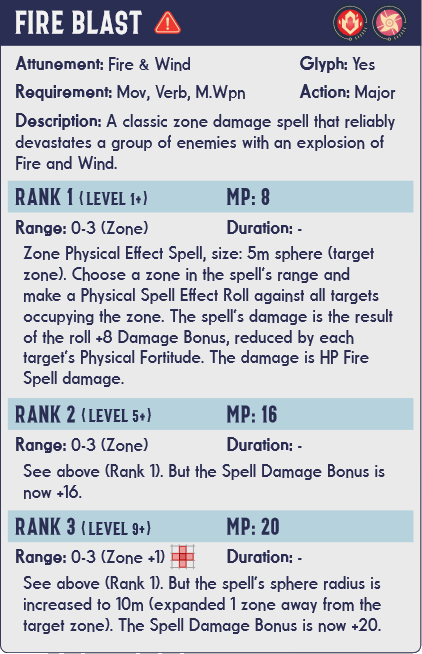 FIRE BLAST
Attunement: Fire & Wind Glyph: Yes
Requirement: Mov, Verb, M.Wpn Action: Major
Description: A classic zone damage spell that reliably
devastates a group of enemies with an explosion of
Fire and Wind.
RANK 1 (LEVEL 1+) MP: 8
Range: 0-3 (Zone) Duration: -
Zone Physical Effect Spell, size: 5m sphere (target
zone). Choose a zone in the spell's range and
make a Physical Spell Effect Roll against all targets
occupying the zone. The spell's damage is the result
of the roll +8 Damage Bonus, reduced by each
target's Physical Fortitude. The damage is HP Fire
Spell damage.
RANK 2 (LEVEL 5+) MP: 16
Range: 0-3 (Zone) Duration: -
See above (Rank 1). But the Spell Damage Bonus is
now +16.
RANK 3 (LEVEL 9+) MP: 20
Range: 0-3 (Zone +1) Duration: -
See above (Rank 1). But the spell's sphere radius is
increased to 10m (expanded 1 zone away from the
target zone). The Spell Damage Bonus is now +20.